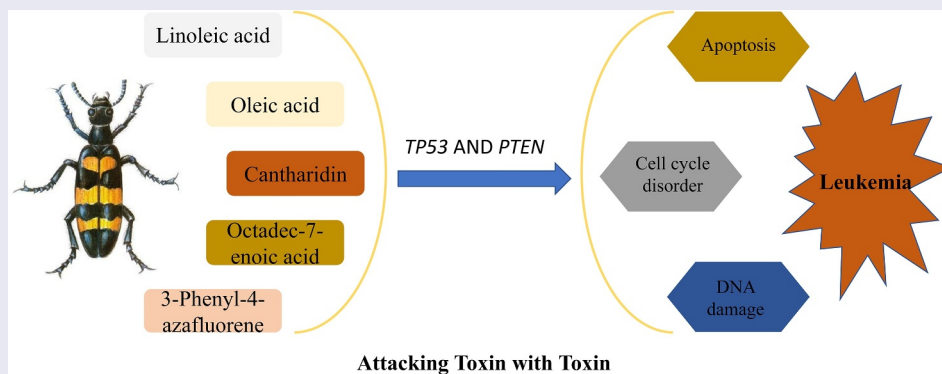 Linoleic acid
Oleic acid
Cantharidin
Octadec-7-
enoic acid
3-Phenyl-4-
azafluorene
TP53 AND PTEN
Apoptosis
Cell cycle
disorder
DNA
damage
Leukemia
Attacking Toxin with Toxin